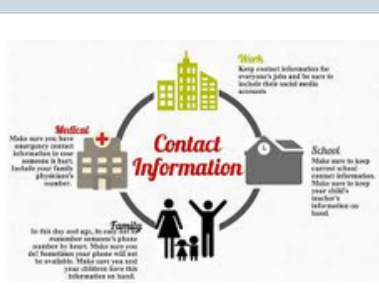 Work
Keep contact information for
everyone's jobs and be sure to
include their social media
accounts
Medical
Make sure you have
emergency contact
information in case
someone is hurt.
Include your family
physician's
number.
Contact
Information
School
Make sure to keep
current school
contact information.
Make sure to keep
your child's
teacher's
information on
hand.
Family
In this day and age, its easy not to
remember someone's phone
number by heart. Make sure you
do! Sometimes your phone will not
be available. Make sure you and
your children have this
information on hand.